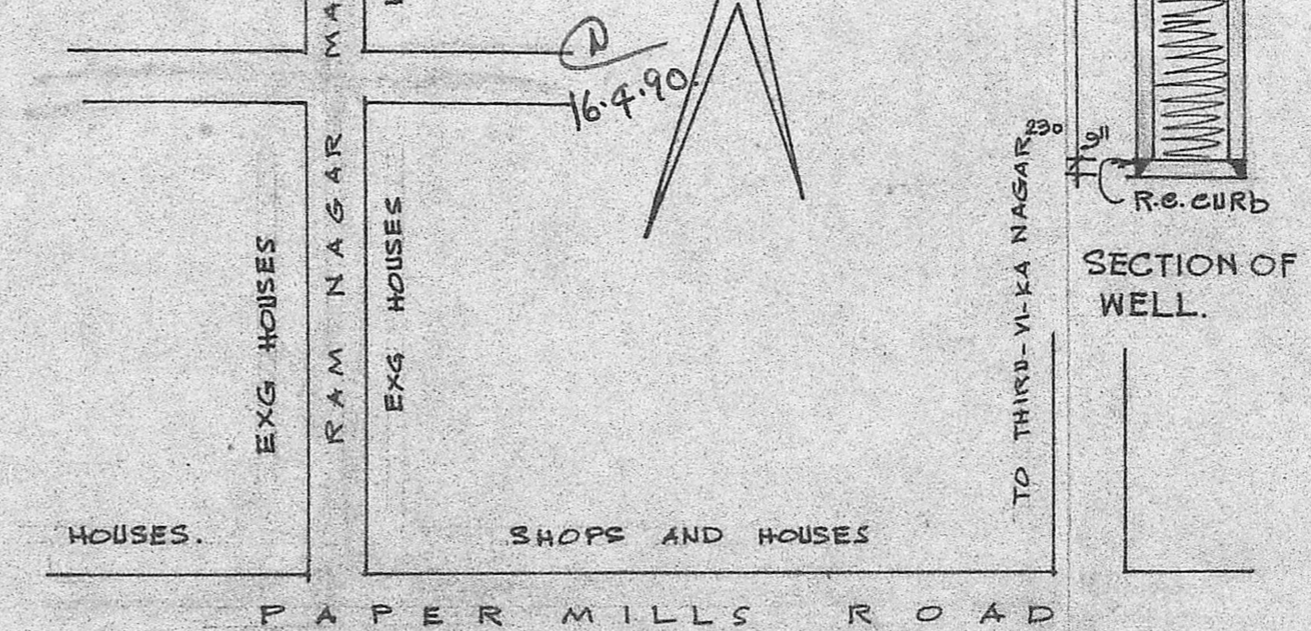 16.4.90.
RAM NAGAR MA
EXG HOUSES
EXG HOUSES
TO THIRD-VI-KA NAGAR
230
R.C. CURB
SECTION OF
WELL.
HOUSES.
SHOPS AND HOUSES
PAPER MILLS ROAD